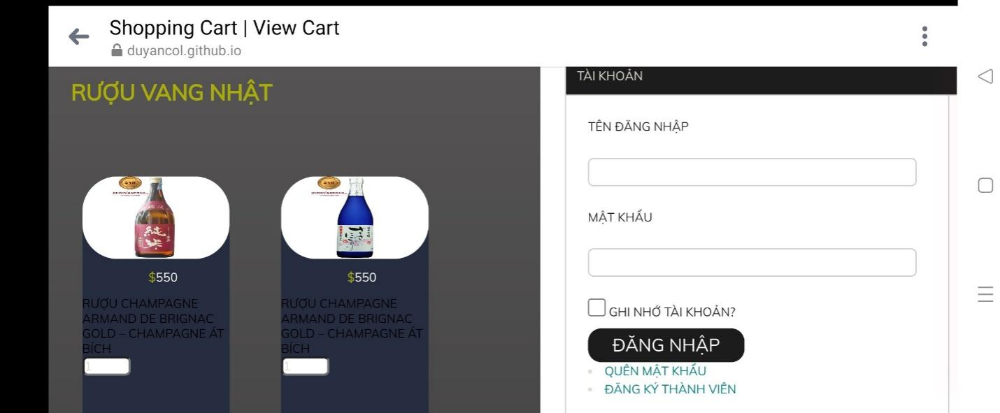 Shopping Cart | View Cart
duyancol.github.io
RƯỢU VANG NHẬT
純
米
$550
RƯỢU CHAMPAGNE
ARMAND DE BRIGNAC
GOLD – CHAMPAGNE ÁT
BÍCH
1
$550
RƯỢU CHAMPAGNE
ARMAND DE BRIGNAC
GOLD – CHAMPAGNE ÁT
BÍCH
1
TÀI KHOẢN
TÊN ĐĂNG NHẬP
MẬT KHẨU
GHI NHỚ TÀI KHOẢN?
ĐĂNG NHẬP
QUÊN MẬT KHẨU
ĐĂNG KÝ THÀNH VIÊN